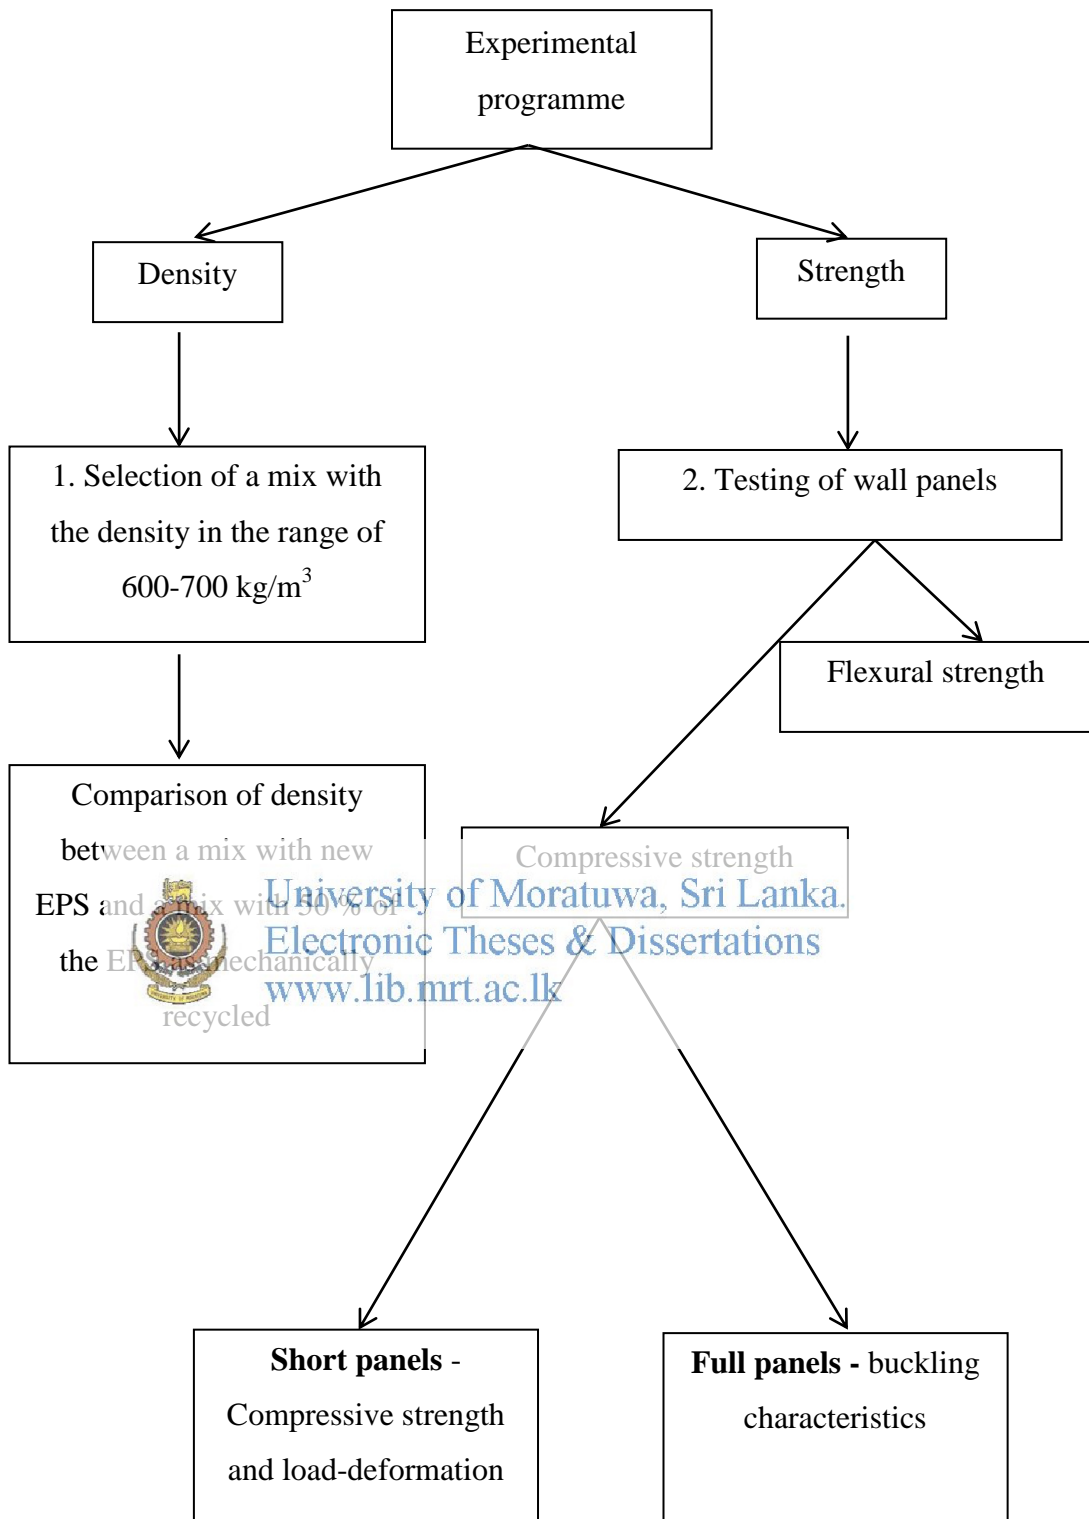 Experimental
programme
Density
Strength
1. Selection of a mix with
the density in the range of
600-700 kg/m³
2. Testing of wall panels
Flexural strength
Comparison of density
between a mix with new
EPS and a mix with 50 % of
the EPS as mechanically
recycled
Compressive strength
University of Moratuwa, Sri Lanka.
Electronic Theses & Dissertations
www.lib.mrt.ac.lk
Short panels -
Compressive strength
and load-deformation
Full panels - buckling
characteristics